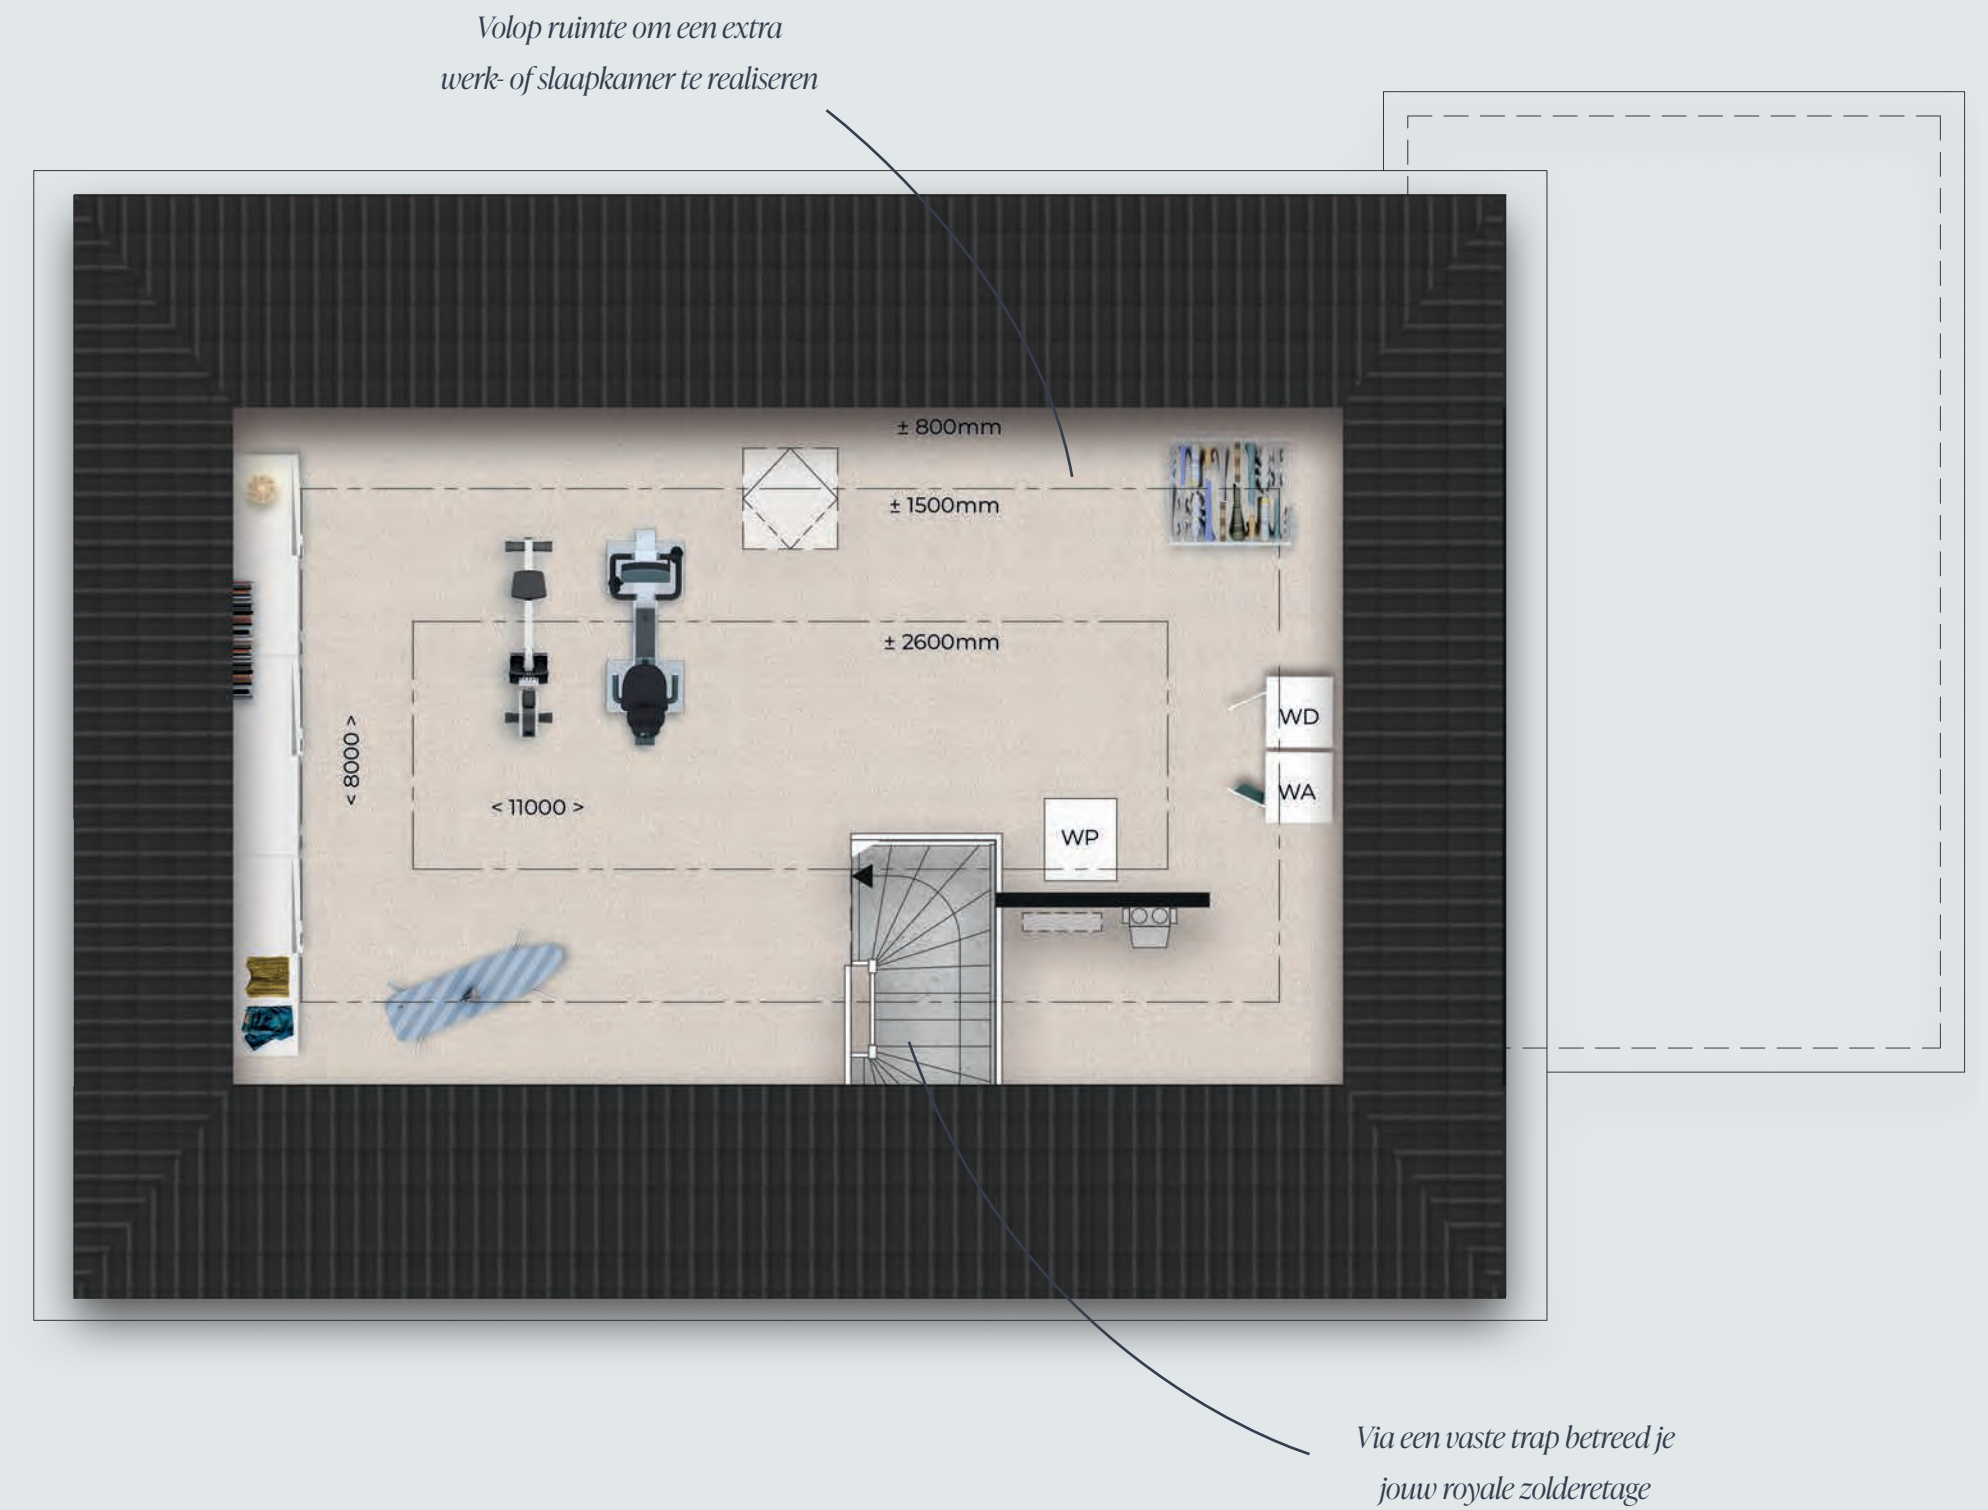 Volop ruimte om een extra
werk- of slaapkamer te realiseren
± 800mm
± 1500mm
± 2600mm
< 8000 >
< 11000 >
WD
WA
WP
Via een vaste trap betreed je
jouw royale zolderetage